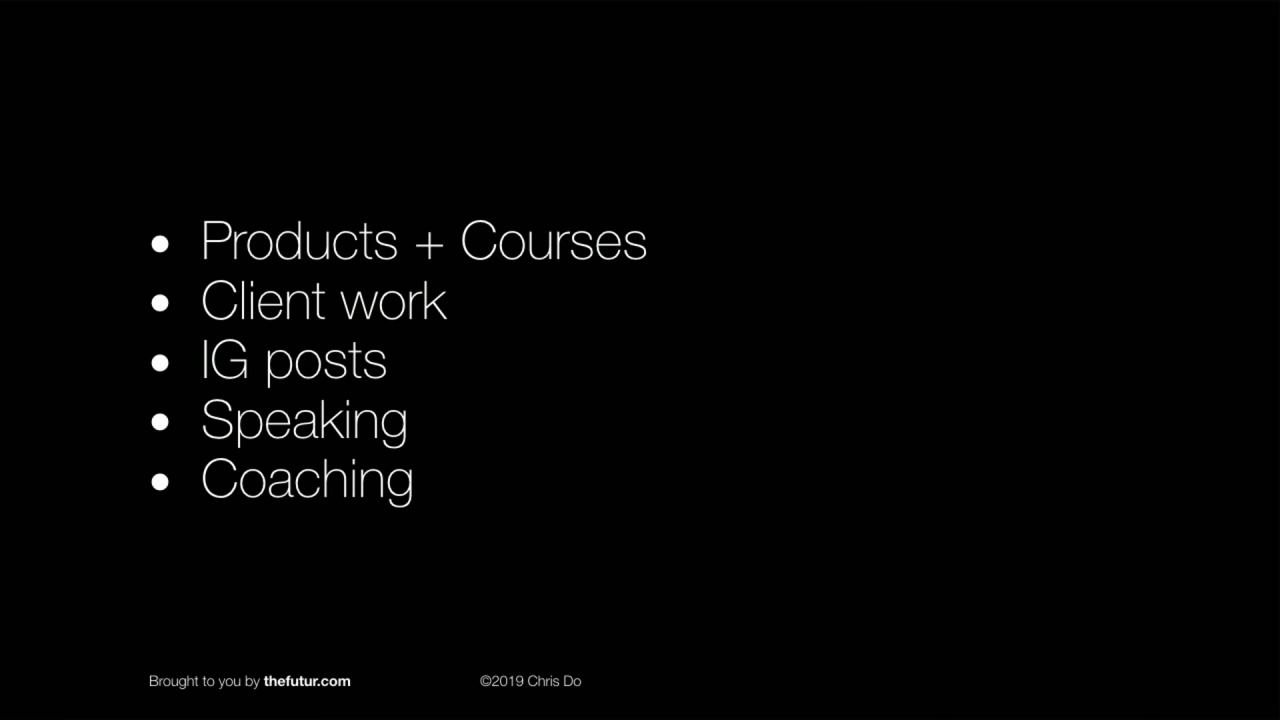 • Products + Courses
• Client work
• IG posts
• Speaking
• Coaching
Brought to you by thefutur.com ©2019 Chris Do